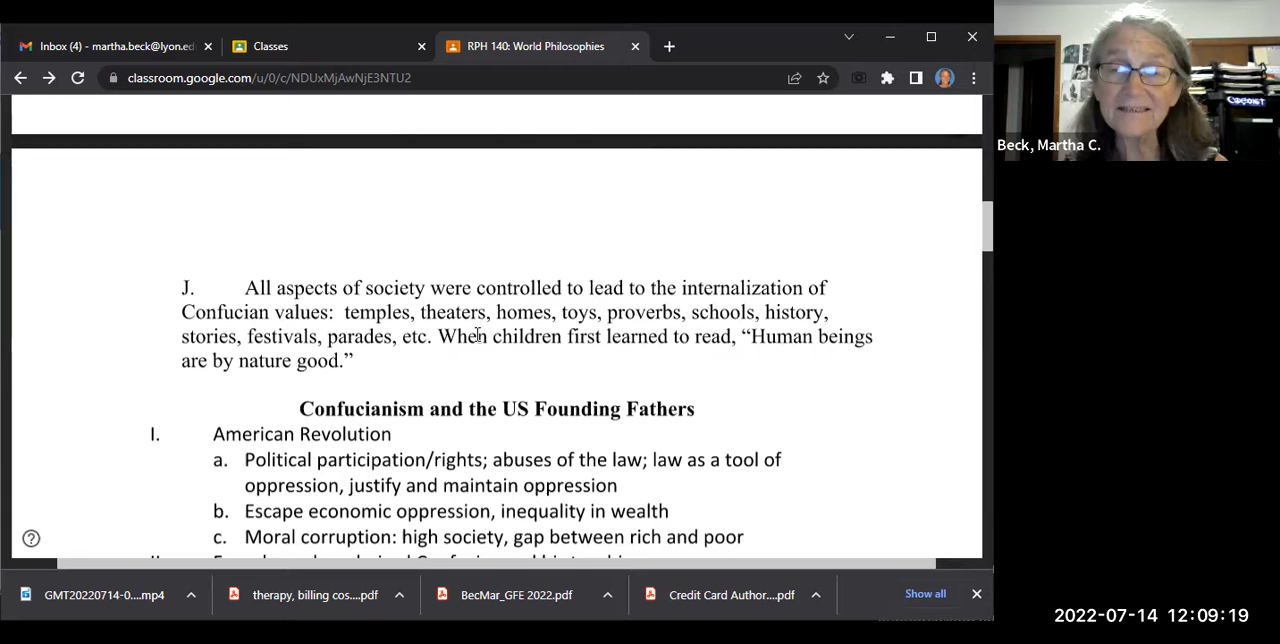 Inbox (4) - martha.beck@lyon.ed
Classes
RPH 140: World Philosophies
classroom.google.com/u/0/c/NDUxMjAwNjE3NTU2
Beck, Martha C.
J. All aspects of society were controlled to lead to the internalization of
Confucian values: temples, theaters, homes, toys, proverbs, schools, history,
stories, festivals, parades, etc. When children first learned to read, “Human beings
are by nature good.”
Confucianism and the US Founding Fathers
I. American Revolution
a. Political participation/rights; abuses of the law; law as a tool of
oppression, justify and maintain oppression
b. Escape economic oppression, inequality in wealth
c. Moral corruption: high society, gap between rich and poor
GMT20220714-0....mp4
therapy, billing cos....pdf
BecMar_GFE 2022.pdf
Credit Card Author....pdf
Show all
2022-07-14 12:09:19